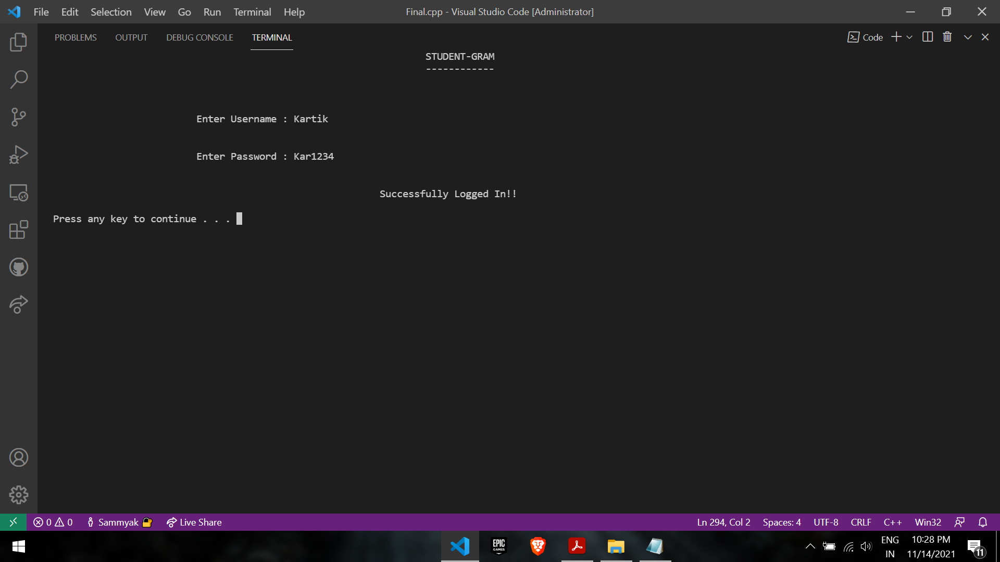 File Edit Selection View Go Run Terminal Help Final.cpp - Visual Studio Code [Administrator]
PROBLEMS OUTPUT DEBUG CONSOLE TERMINAL Code
STUDENT-GRAM
------------
Enter Username : Kartik
Enter Password : Kar1234
Successfully Logged In!!
Press any key to continue . . .
0 0 Sammyak Live Share Ln 294, Col 2 Spaces: 4 UTF-8 CRLF C++ Win32
EPIC GAMES
ENG
IN
10:28 PM
11/14/2021
11